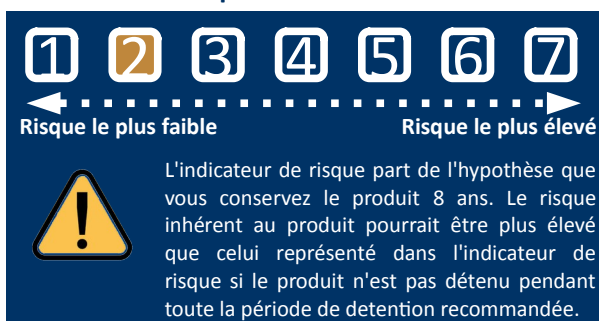 1 2 3 4 5 6 7
Risque le plus faible Risque le plus élevé
L'indicateur de risque part de l'hypothèse que
vous conservez le produit 8 ans. Le risque
inhérent au produit pourrait être plus élevé
que celui représenté dans l'indicateur de
risque si le produit n'est pas détenu pendant
toute la période de detention recommandée.